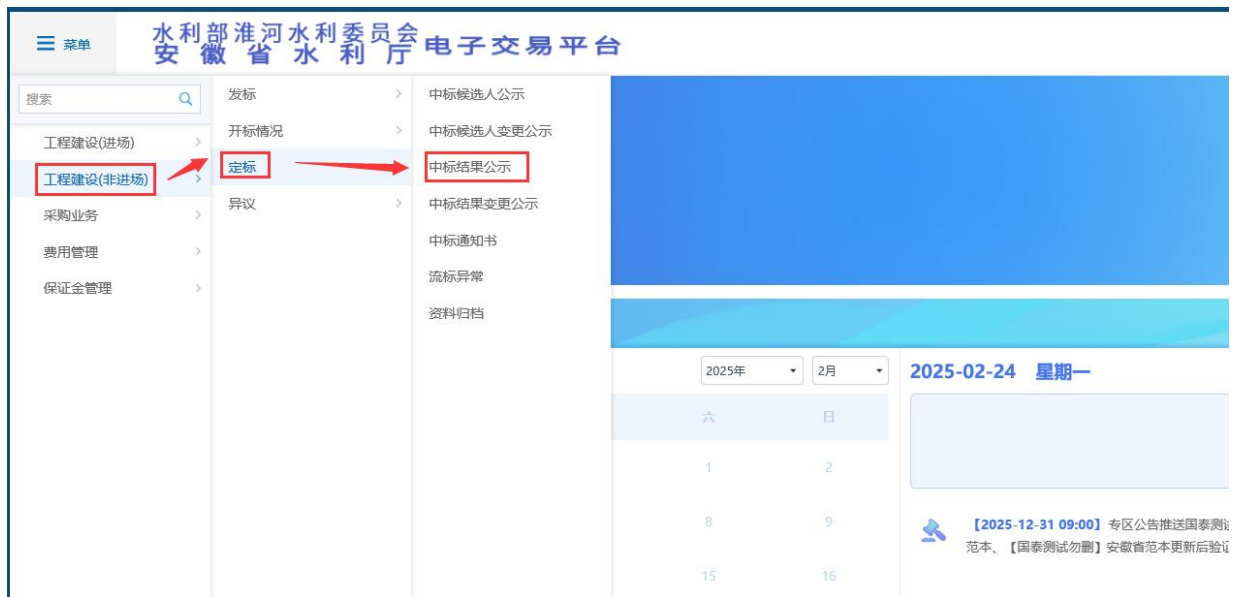 菜单
水利部淮河水利委员会
安徽省水利厅
电子交易平台
搜索
工程建设(进场)
工程建设(非进场)
采购业务
费用管理
保证金管理
发标
开标情况
定标
异议
中标候选人公示
中标候选人变更公示
中标结果公示
中标结果变更公示
中标通知书
流标异常
资料归档
2025年
2月
六
日
1
2
8
9
15
16
2025-02-24 星期一
【2025-12-31 09:00】专区公告推送国泰测试
范本、【国泰测试勿删】安徽省范本更新后验证